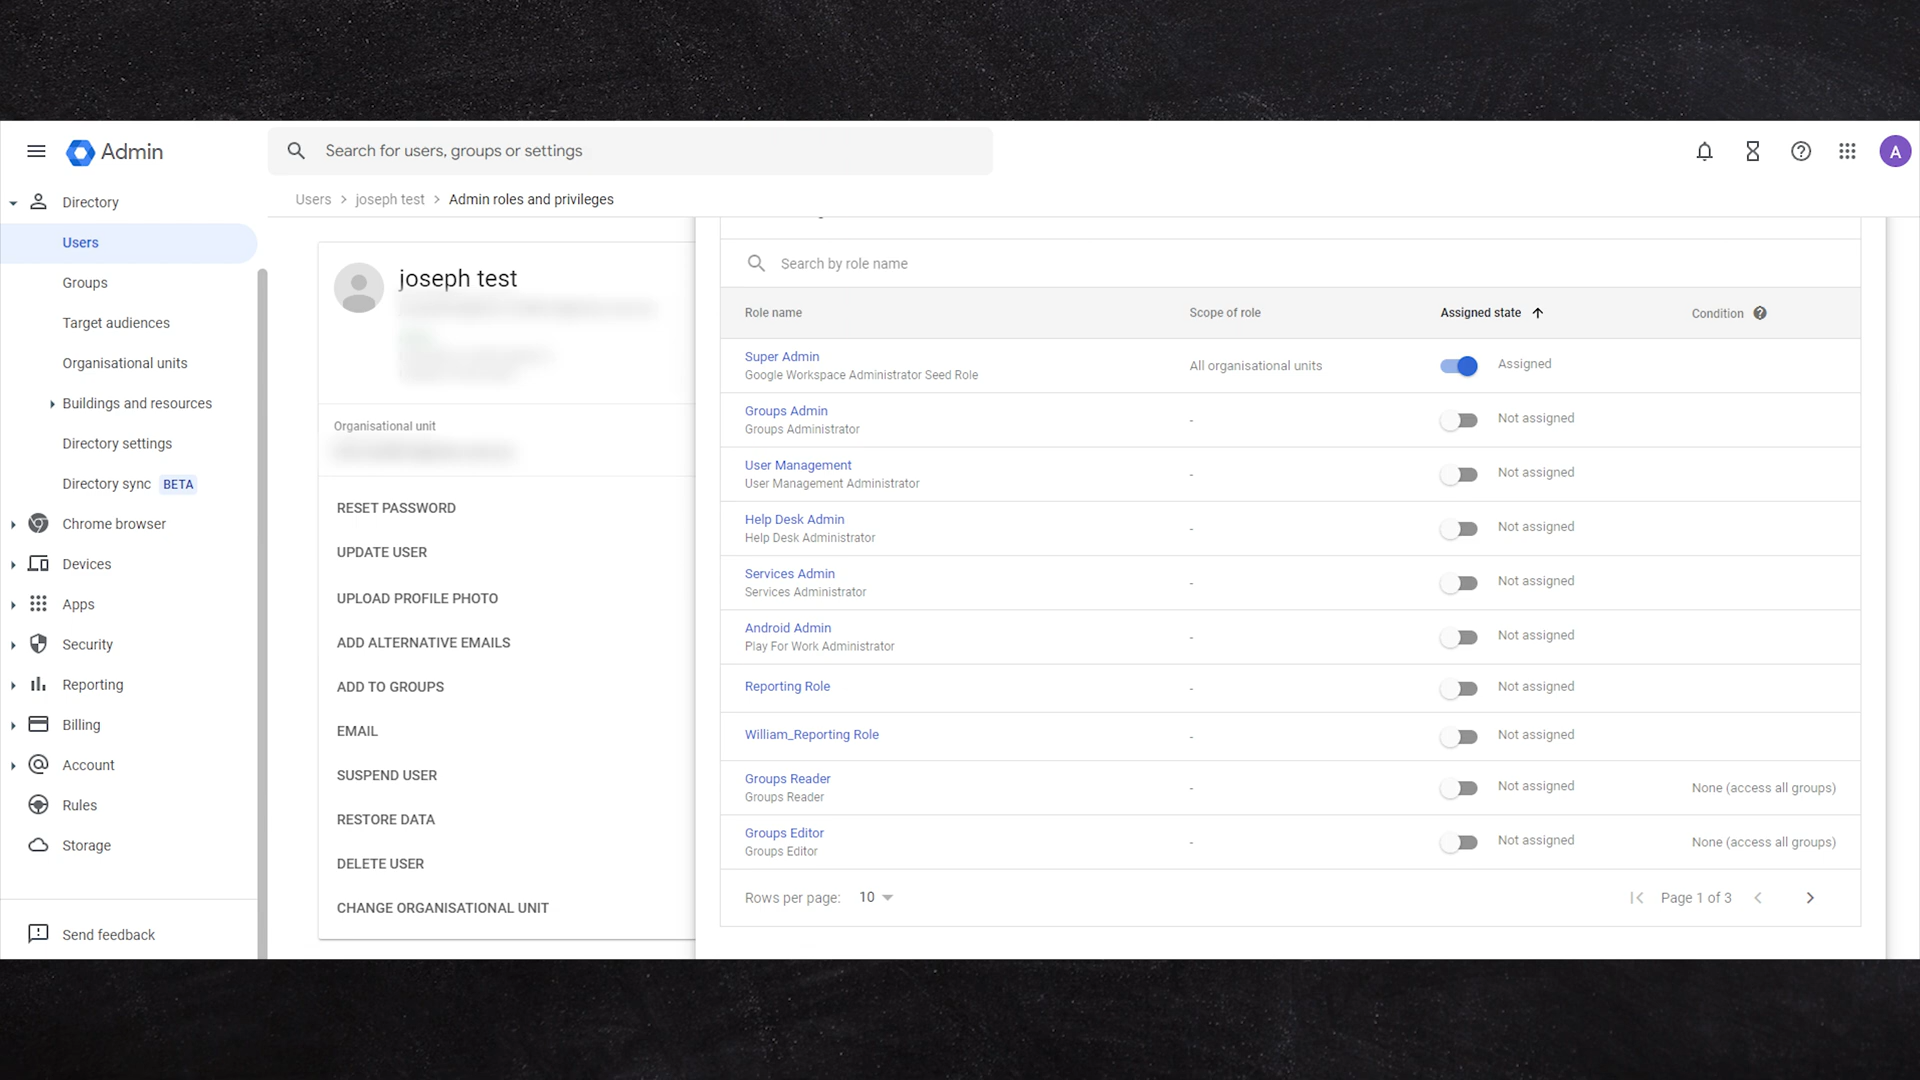 Admin
Search for users, groups or settings
A
Users > joseph test > Admin roles and privileges
Directory
Users
Groups
Target audiences
Organisational units
Buildings and resources
Directory settings
Directory sync BETA
Chrome browser
Devices
Apps
Security
Reporting
Billing
Account
Rules
Storage
Send feedback
joseph test
Organisational unit
RESET PASSWORD
UPDATE USER
UPLOAD PROFILE PHOTO
ADD ALTERNATIVE EMAILS
ADD TO GROUPS
EMAIL
SUSPEND USER
RESTORE DATA
DELETE USER
CHANGE ORGANISATIONAL UNIT
Search by role name
Role name Scope of role Assigned state Condition ?
Super Admin
Google Workspace Administrator Seed Role
All organisational units Assigned
Groups Admin
Groups Administrator
- Not assigned
User Management
User Management Administrator
- Not assigned
Help Desk Admin
Help Desk Administrator
- Not assigned
Services Admin
Services Administrator
- Not assigned
Android Admin
Play For Work Administrator
- Not assigned
Reporting Role - Not assigned
William_Reporting Role - Not assigned
Groups Reader
Groups Reader
- Not assigned None (access all groups)
Groups Editor
Groups Editor
- Not assigned None (access all groups)
Rows per page: 10 Page 1 of 3